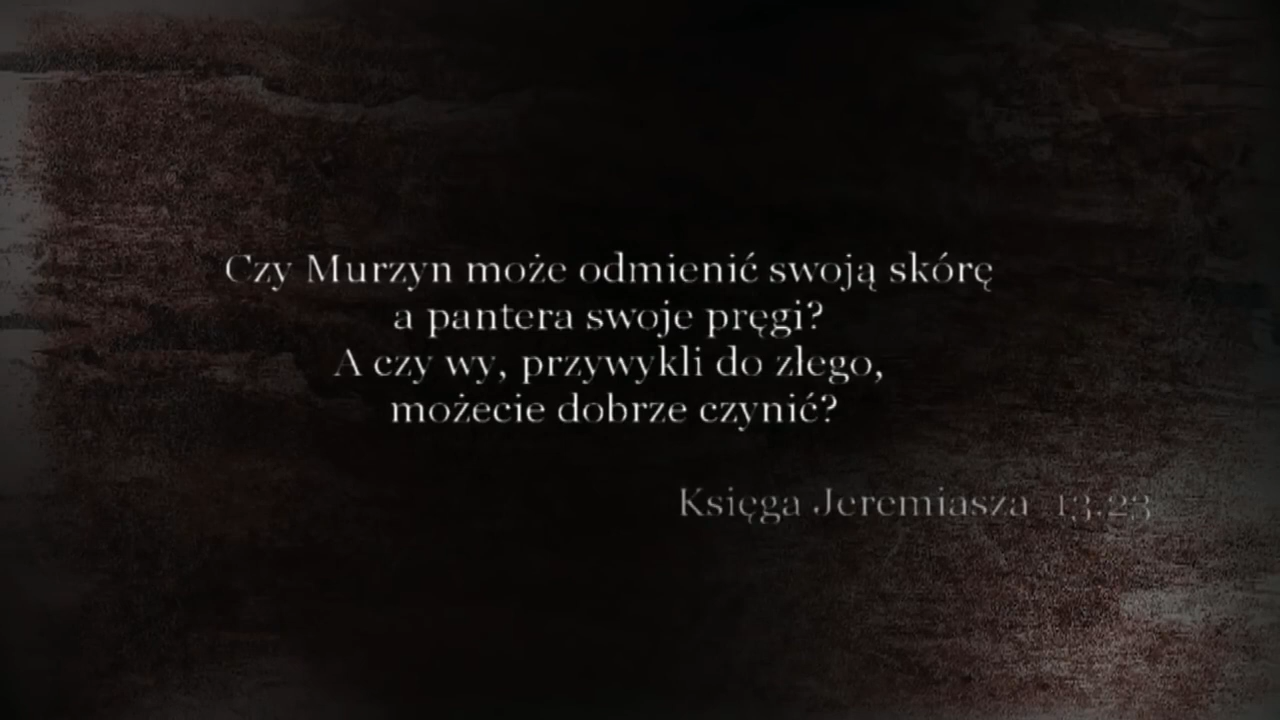 Czy Murzyn może odmienić swoją skórę
a pantera swoje pręgi?
A czy wy, przywykli do złego,
możecie dobrze czynić?
Księga Jeremiasza 13.23